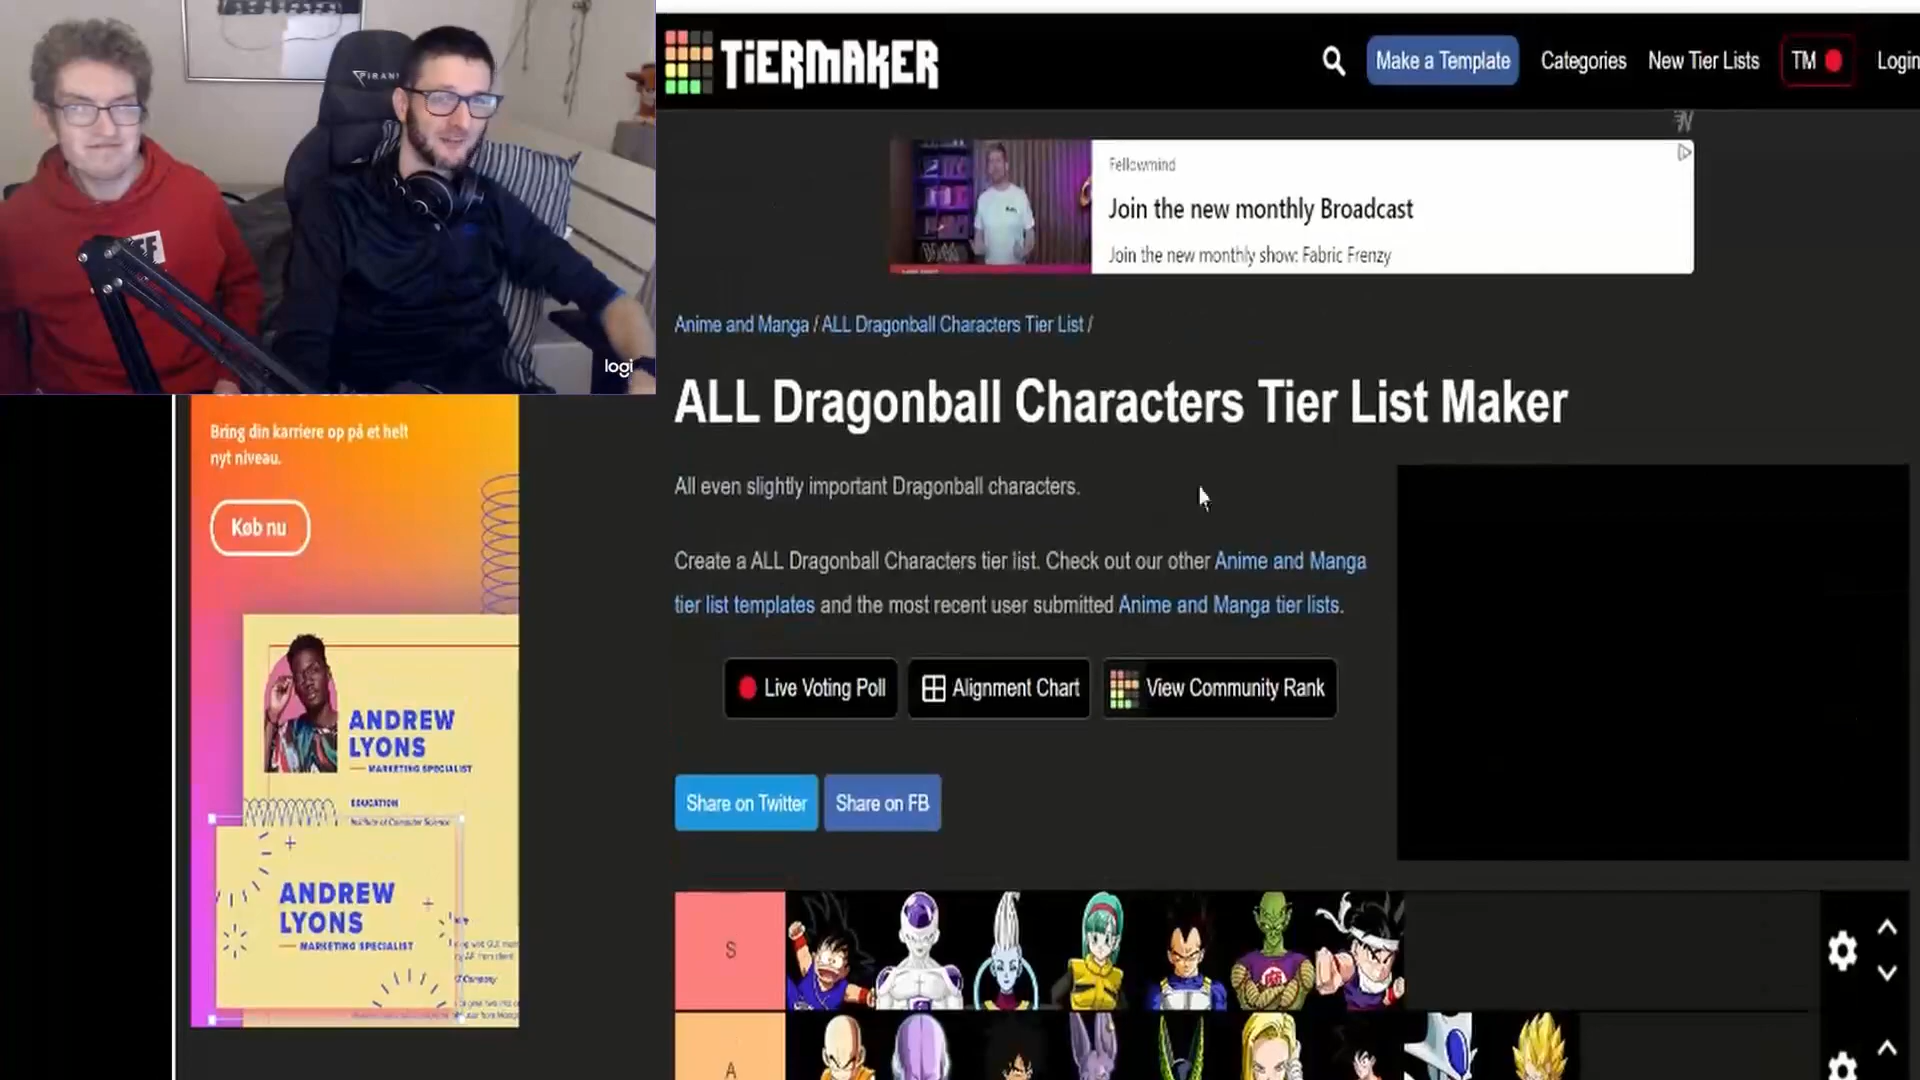 TiERMAKER
Make a Template
Categories
New Tier Lists
TM
Login
Fellowmind
Join the new monthly Broadcast
Join the new monthly show: Fabric Frenzy
logi
Anime and Manga / ALL Dragonball Characters Tier List /
ALL Dragonball Characters Tier List Maker
All even slightly important Dragonball characters.
Create a ALL Dragonball Characters tier list. Check out our other Anime and Manga
tier list templates and the most recent user submitted Anime and Manga tier lists.
Live Voting Poll
Alignment Chart
View Community Rank
Share on Twitter
Share on FB
S
A
Bring din karriere op på et helt
nyt niveau.
Køb nu
ANDREW
LYONS
MARKETING SPECIALIST
EDUCATION
Institute of Computer Science
ANDREW
LYONS
MARKETING SPECIALIST